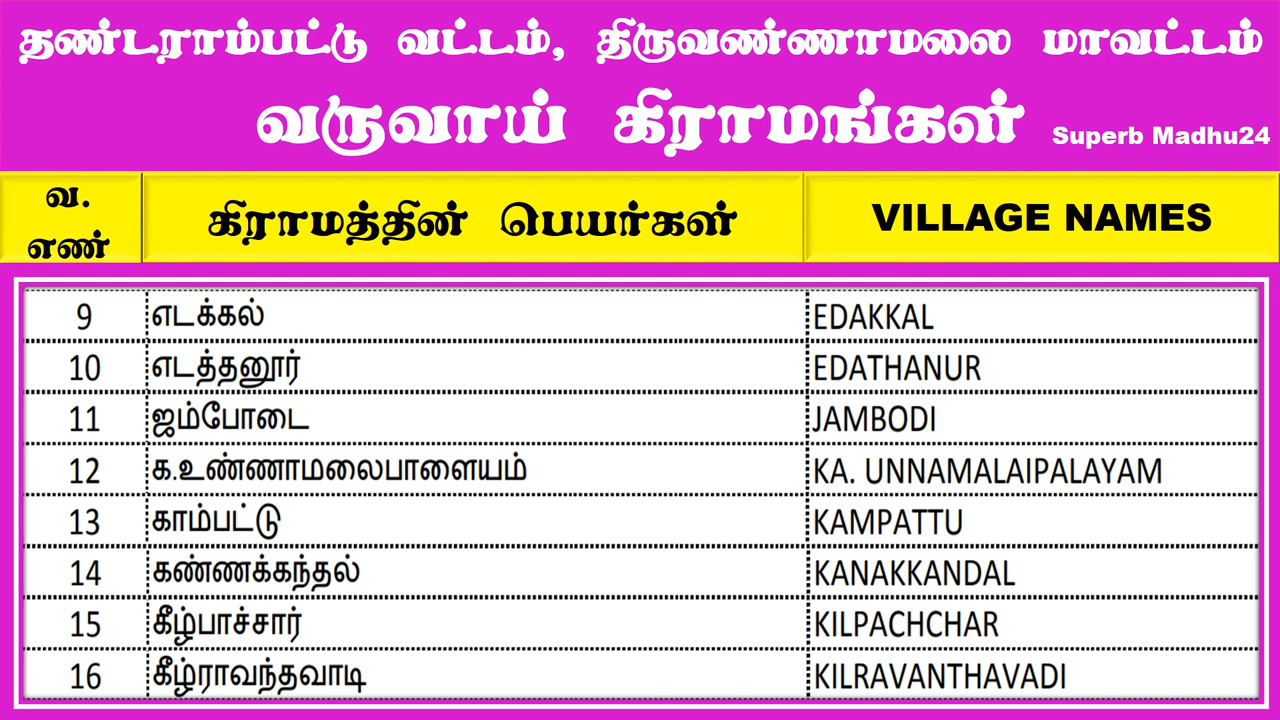 தண்டராம்பட்டு வட்டம், திருவண்ணாமலை மாவட்டம்
வருவாய் கிராமங்கள் Superb Madhu24
வ. எண் கிராமத்தின் பெயர்கள் VILLAGE NAMES
9 எடக்கல் EDAKKAL
10 எடத்தனூர் EDATHANUR
11 ஜம்போடை JAMBODI
12 க.உண்ணாமலைபாளையம் KA. UNNAMALAIPALAYAM
13 காம்பட்டு KAMPATTU
14 கண்ணக்கந்தல் KANAKKANDAL
15 கீழ்பாச்சார் KILPACHCHAR
16 கீழ்ராவந்தவாடி KILRAVANTHAVADI